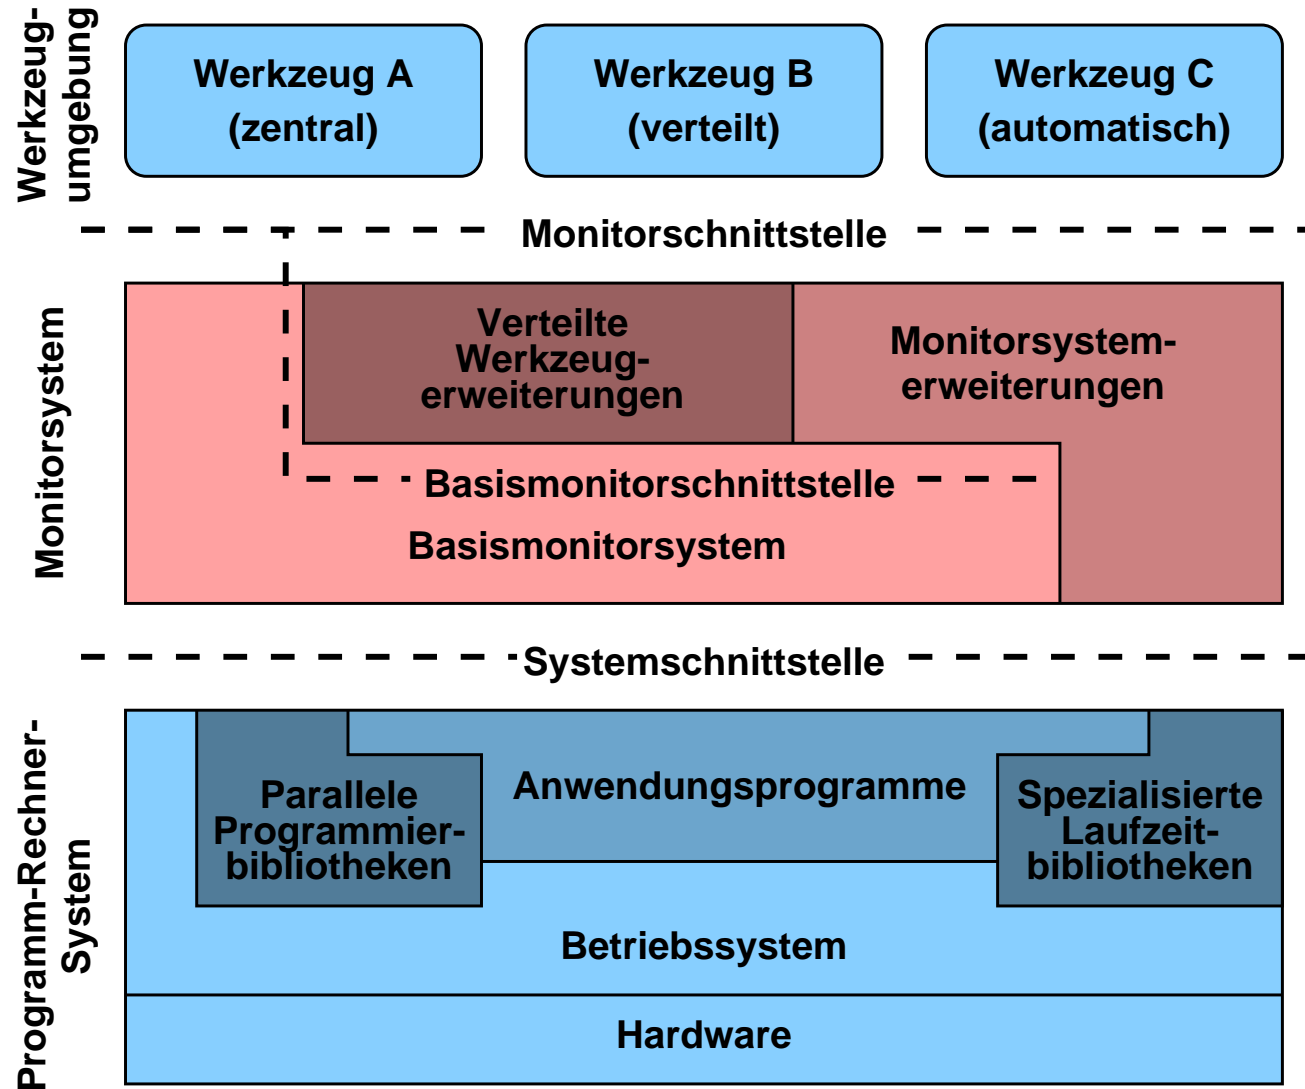 Werkzeug-
umgebung
Werkzeug A
(zentral)
Werkzeug B
(verteilt)
Werkzeug C
(automatisch)
Monitorschnittstelle
Monitorsystem
Verteilte
Werkzeug-
erweiterungen
Monitorsystem-
erweiterungen
Basismonitorschnittstelle
Basismonitorsystem
Systemschnittstelle
Programm-Rechner-
System
Parallele
Programmier-
bibliotheken
Anwendungsprogramme
Spezialisierte
Laufzeit-
bibliotheken
Betriebssystem
Hardware